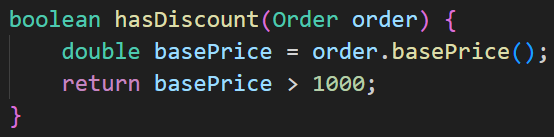 boolean hasDiscount(Order order) {
    double basePrice = order.basePrice();
    return basePrice > 1000;
}